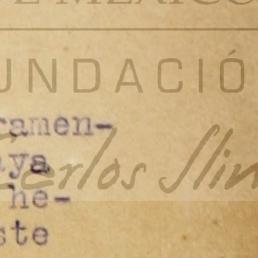 E MÉXICO
UNDACIÓ
ramen-
aya
Carlos Slim
he-
ste